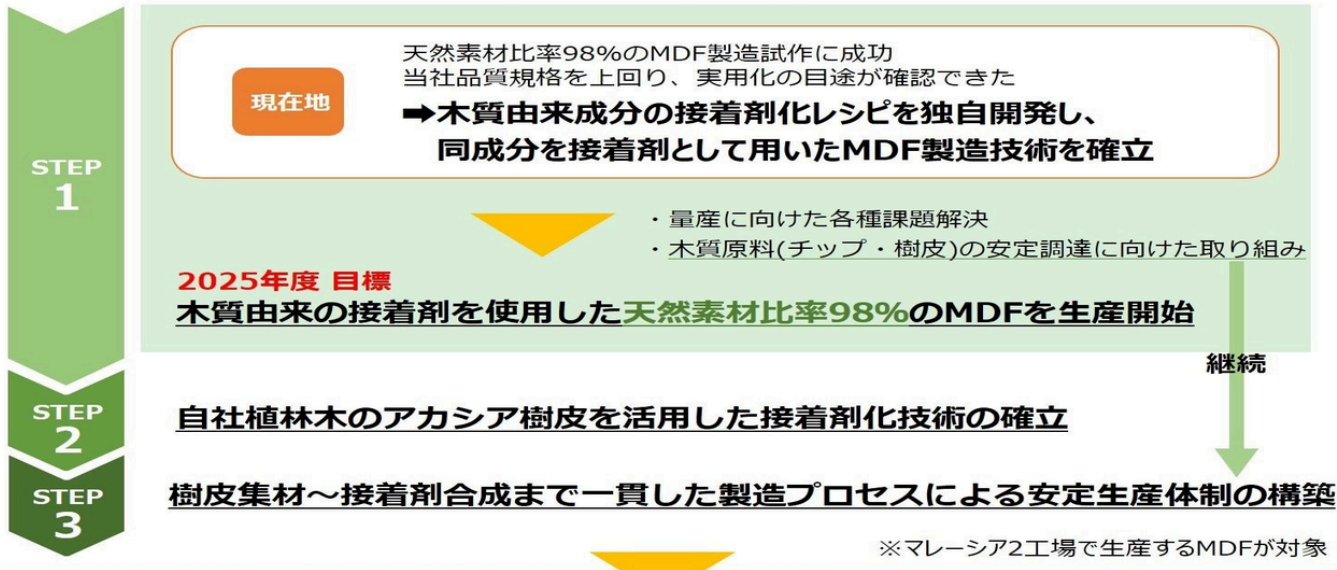 天然素材比率98%のMDF製造試作に成功
当社品質規格を上回り、実用化の目途が確認できた
現在地
➡木質由来成分の接着剤化レシピを独自開発し、
同成分を接着剤として用いたMDF製造技術を確立
STEP
1
・量産に向けた各種課題解決
・木質原料(チップ・樹皮)の安定調達に向けた取り組み
2025年度 目標
木質由来の接着剤を使用した天然素材比率98%のMDFを生産開始
継続
STEP
2
自社植林木のアカシア樹皮を活用した接着剤化技術の確立
STEP
3
樹皮集材～接着剤合成まで一貫した製造プロセスによる安定生産体制の構築
※マレーシア2工場で生産するMDFが対象